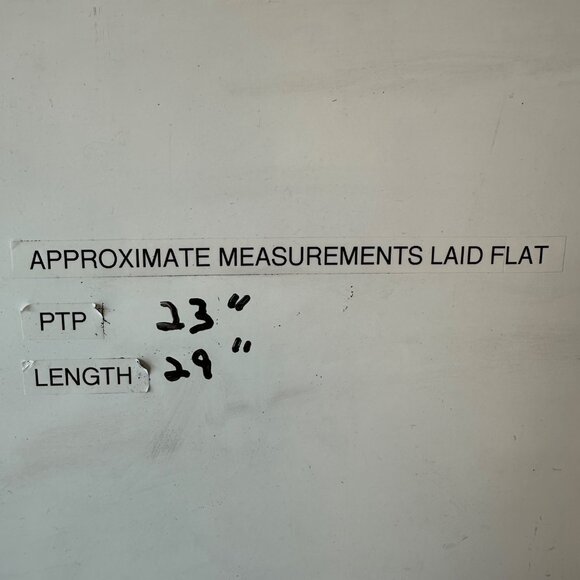 APPROXIMATE MEASUREMENTS LAID FLAT
PTP 23"
LENGTH 29"